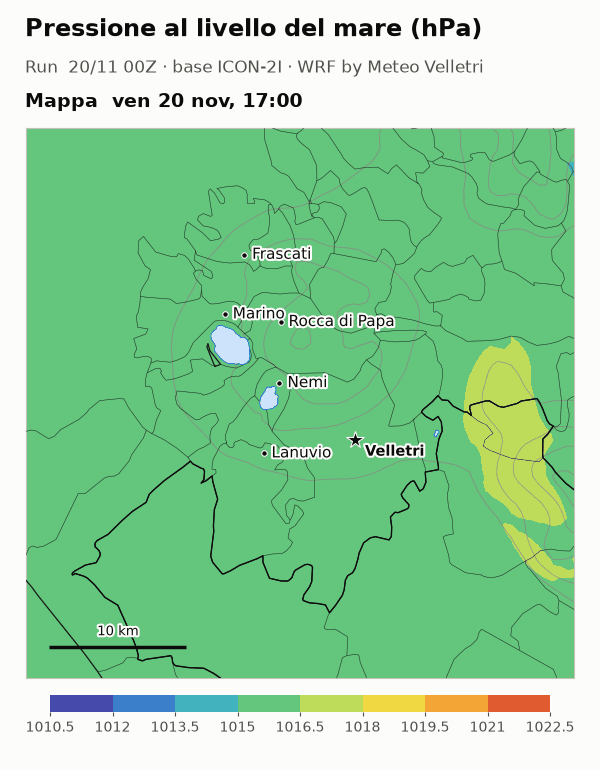 Pressione al livello del mare (hPa)
Run  20/11 00Z · base ICON-2I · WRF by Meteo Velletri
Mappa  ven 20 nov, 17:00
Frascati
Marino
Rocca di Papa
Nemi
Velletri
Lanuvio
10 km
1010.5 1012 1013.5 1015 1016.5 1018 1019.5 1021 1022.5